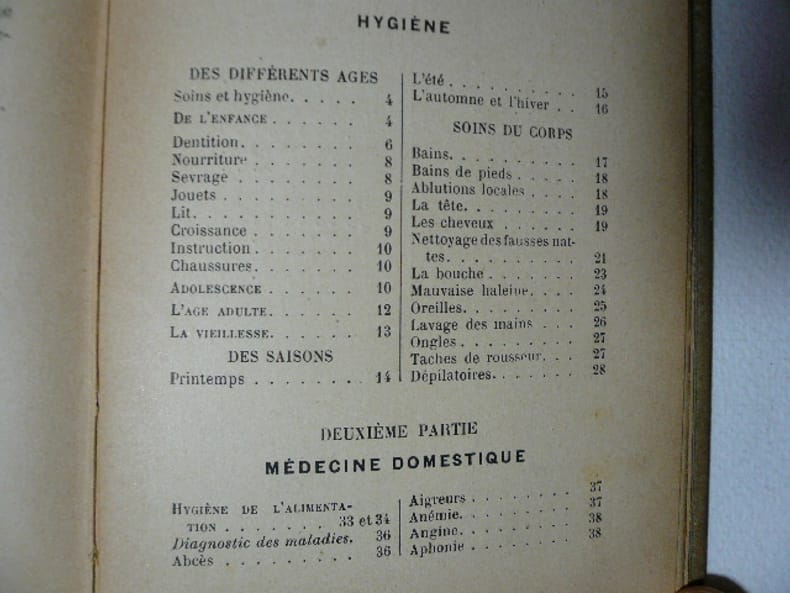 HYGIÈNE
DES DIFFÉRENTS AGES
Soins et hygiène. . . . . 4
DE L'ENFANCE . . . . . . 4
Dentition. . . . . . . 6
Nourriture . . . . . . 8
Sevrage . . . . . . . 8
Jouets . . . . . . . 9
Lit. . . . . . . . . 9
Croissance . . . . . . 9
Instruction . . . . . . 10
Chaussures. . . . . . 10
ADOLESCENCE . . . . . 10
L'AGE ADULTE. . . . . 12
LA VIEILLESSE. . . . . 13
DES SAISONS
Printemps . . . . . . 14
L'été . . . . . . . . 15
L'automne et l'hiver . . 16
SOINS DU CORPS
Bains. . . . . . . . 17
Bains de pieds . . . . 18
Ablutions locales . . . . 18
La tête. . . . . . . . 19
Les cheveux . . . . . 19
Nettoyage des fausses nat-
tes. . . . . . . . . 21
La bouche . . . . . . 23
Mauvaise haleine. . . . 24
Oreilles. . . . . . . 25
Lavage des mains . . . 26
Ongles . . . . . . . 27
Taches de rousseur. . . 27
Dépilatoires. . . . . . 28
DEUXIÈME PARTIE
MÉDECINE DOMESTIQUE
HYGIÈNE DE L'ALIMENTA-
TION . . . . . . . 33 et 34
Diagnostic des maladies. 36
Abcès . . . . . . . . 36
Aigreurs . . . . . . . 37
Anémie. . . . . . . . 37
Angine. . . . . . . . 38
Aphonie . . . . . . . 38